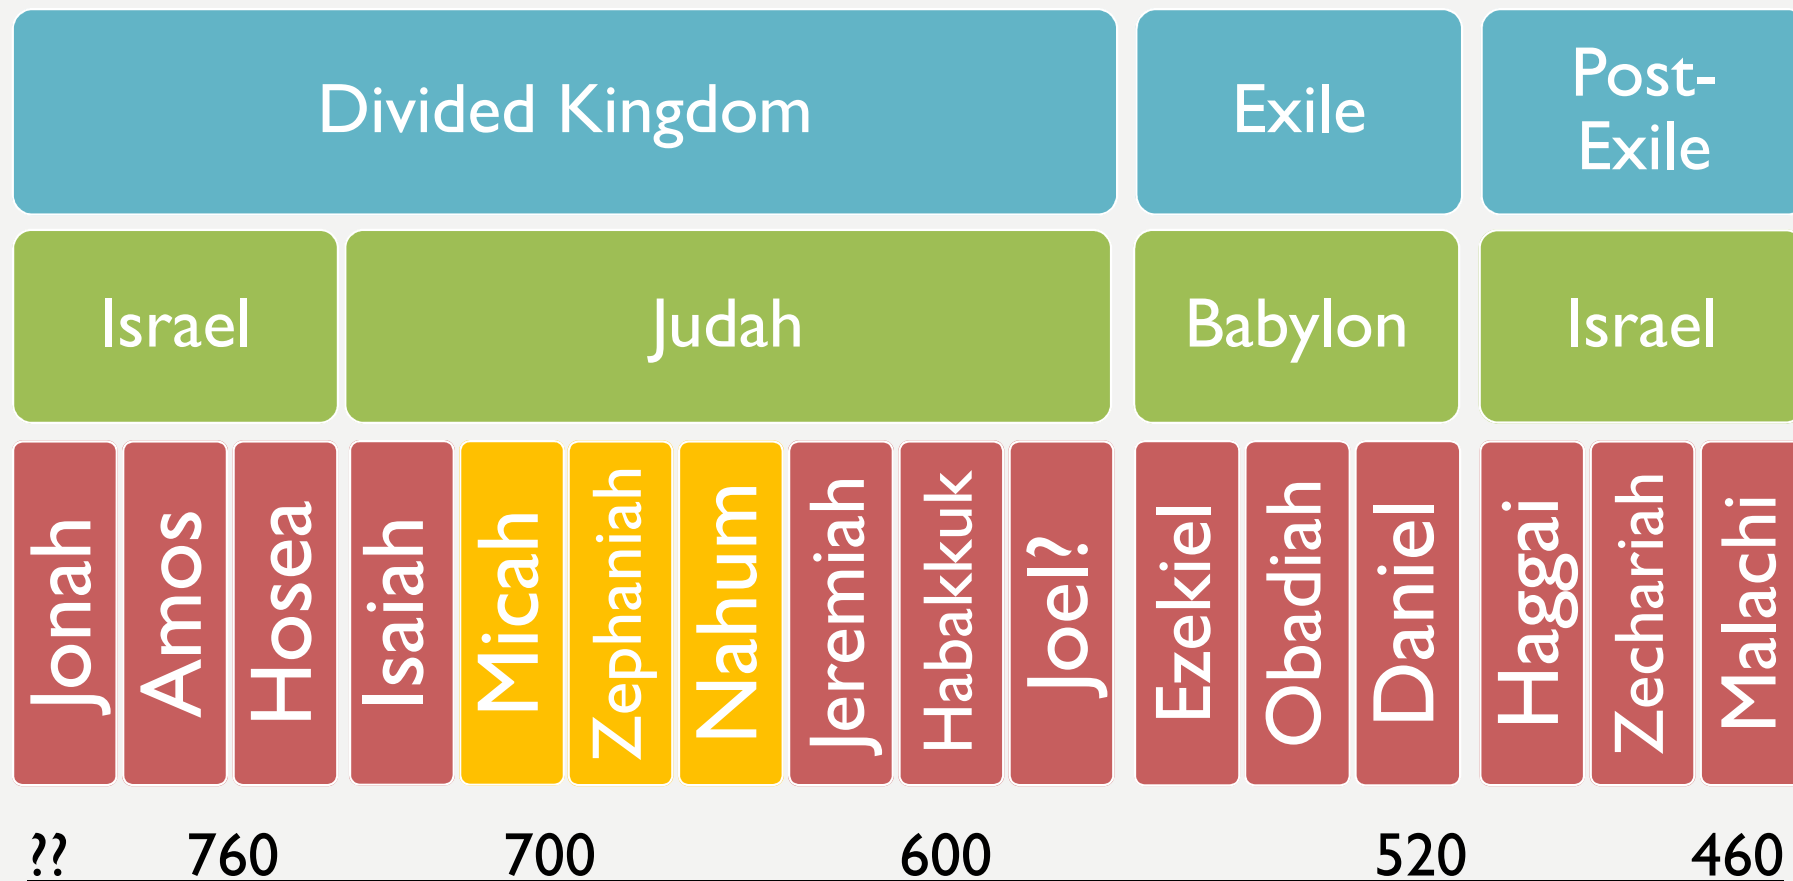 Divided Kingdom
Exile
Post-
Exile
Israel
Judah
Babylon
Israel
Jonah
Amos
Hosea
Isaiah
Micah
Zephaniah
Nahum
Jeremiah
Habakkuk
Joel?
Ezekiel
Obadiah
Daniel
Haggai
Zechariah
Malachi
?? 760 700 600 520 460